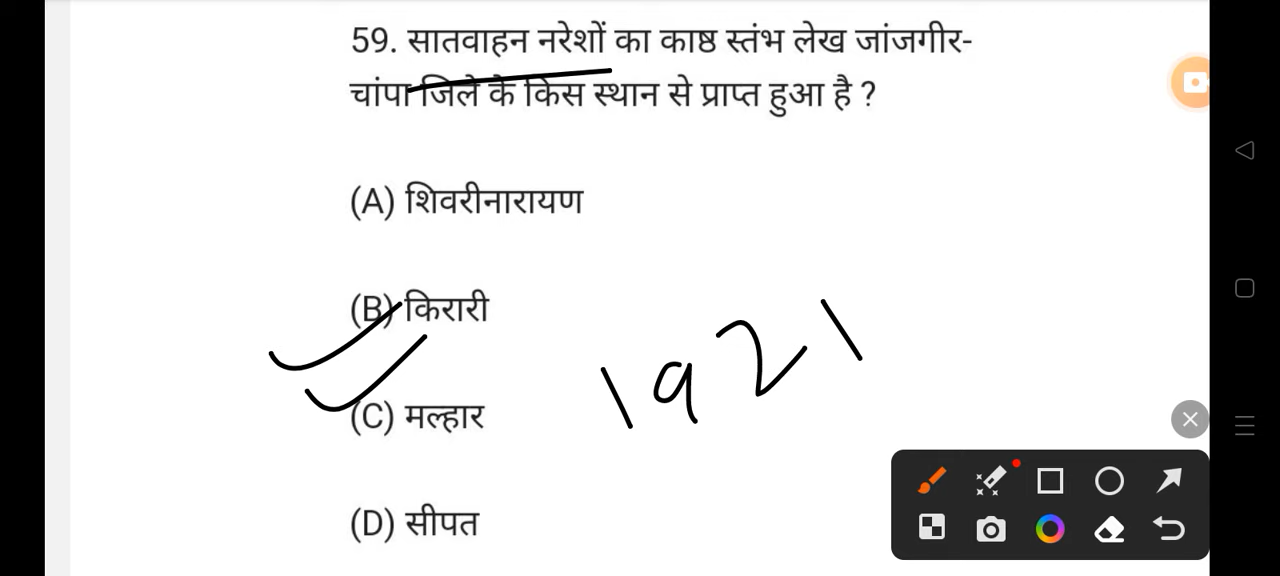 59. सातवाहन नरेशों का काष्ठ स्तंभ लेख जांजगीर-
चांपा जिले के किस स्थान से प्राप्त हुआ है ?
(A) शिवरीनारायण
(B) किरारी
(C) मल्हार
1921
(D) सीपत